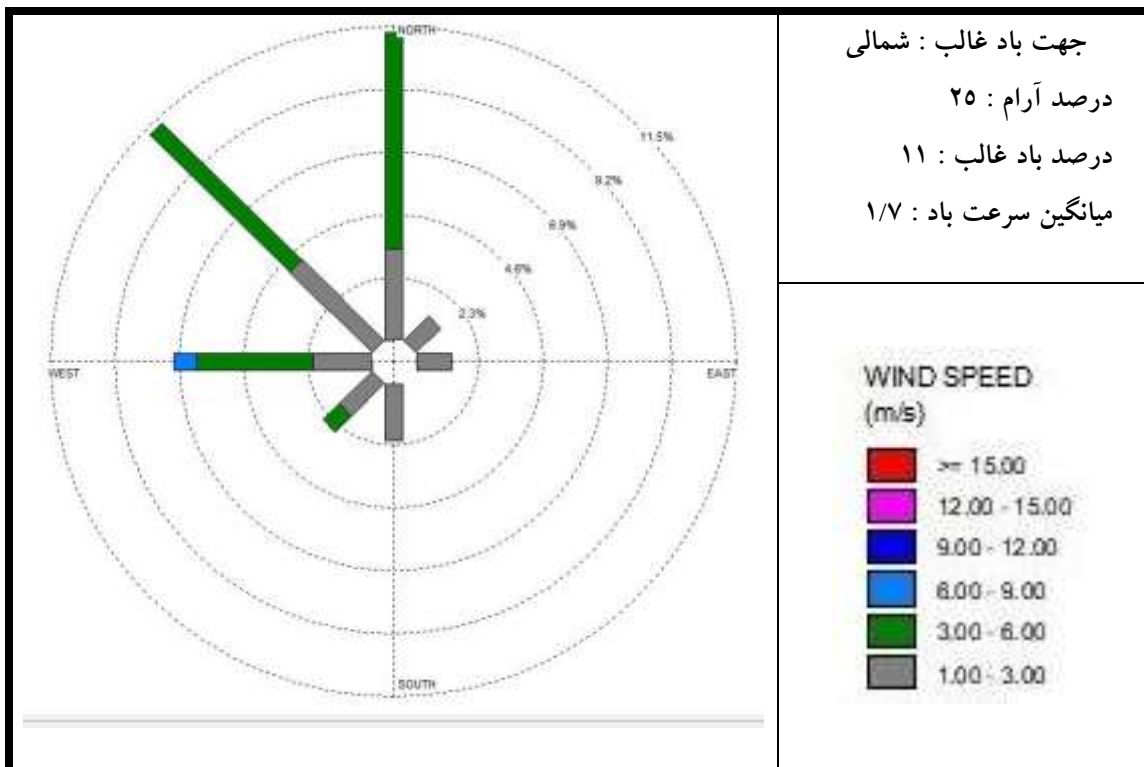 جهت باد غالب : شمالی
درصد آرام : ۲۵
درصد باد غالب : ۱۱
میانگین سرعت باد : ۱/۷
NORTH
11.5%
9.2%
6.9%
4.6%
2.3%
WEST
EAST
SOUTH
WIND SPEED
(m/s)
>= 15.00
12.00 - 15.00
9.00 - 12.00
6.00 - 9.00
3.00 - 6.00
1.00 - 3.00